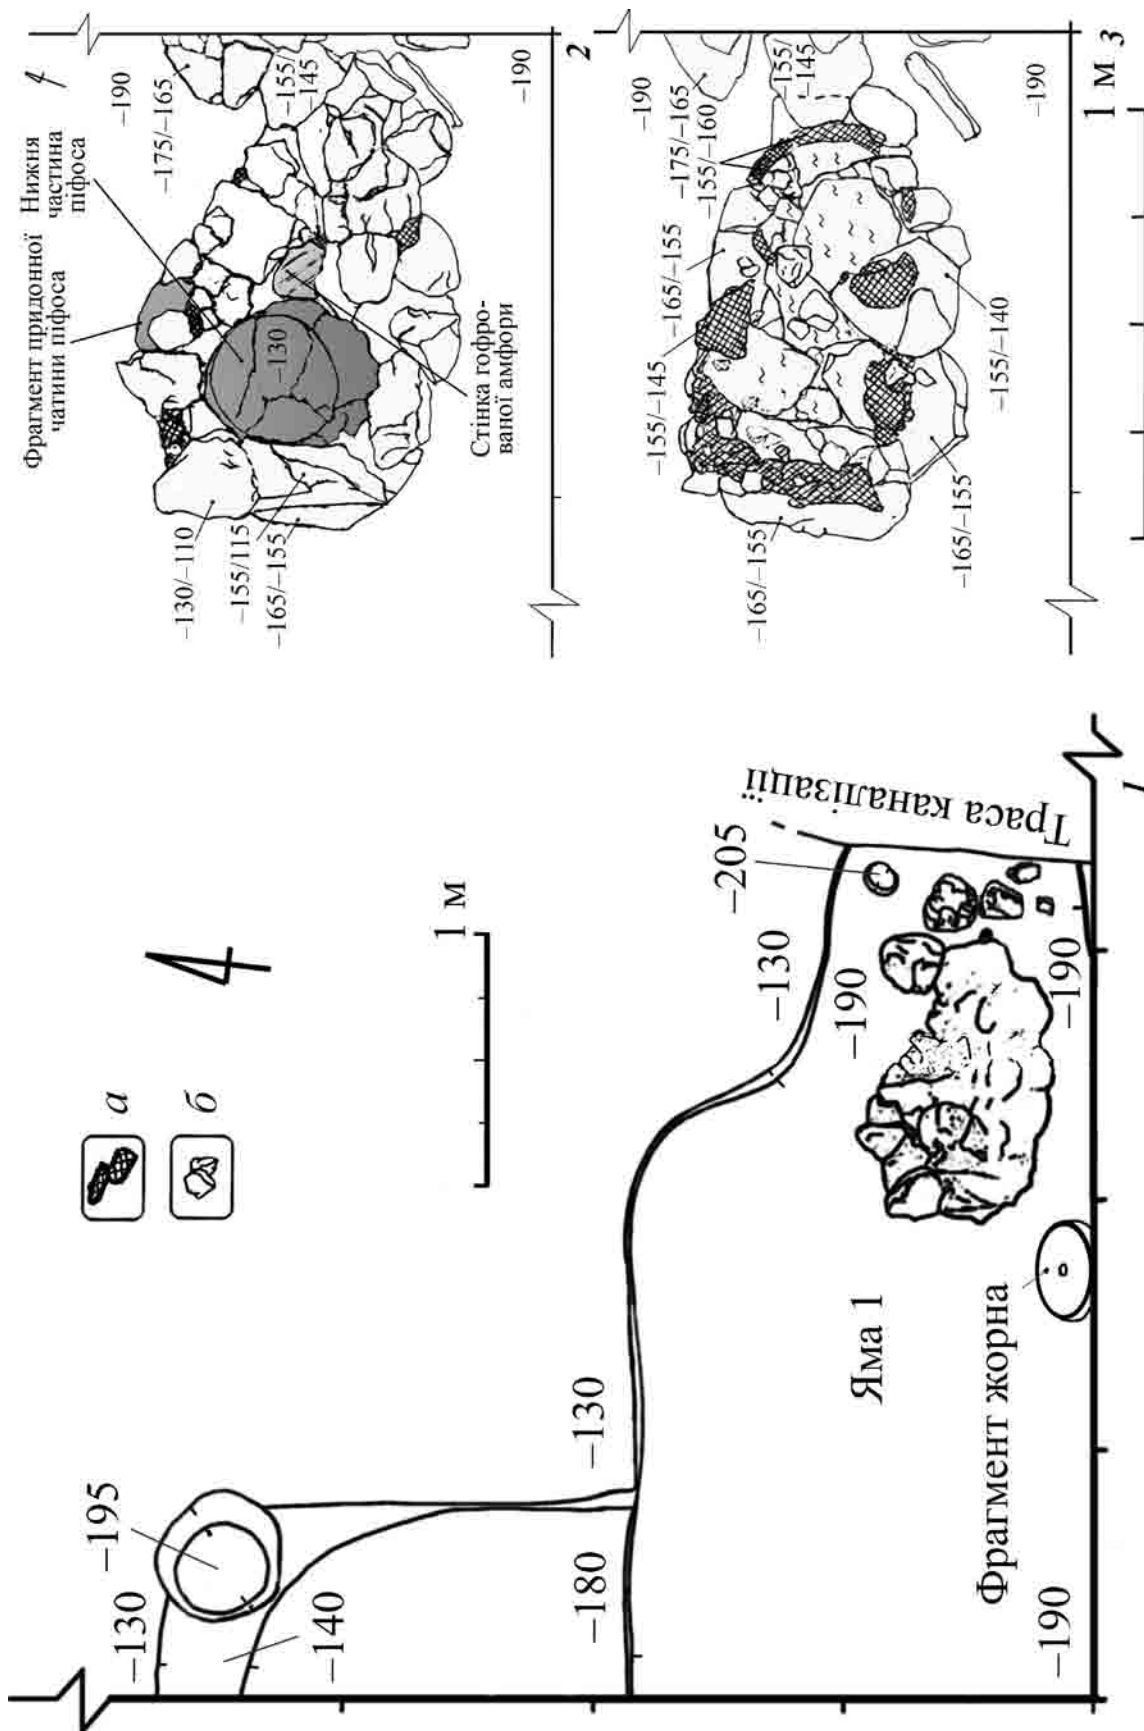 Фрагмент придонної
чатини піфоса
Нижня
частина
піфоса
–190
–175/–165
–155/
–145
–130
–130/–110
–155/115
–165/–155
Стінка гофро-
ваної амфори
–190
2
–190
–175/–165
–155/–160
–155/
–145
–165/–155
–155/–145
–165/–155
–155/–140
–165/–155
–190
1 м
3
а
б
1 м
–195
–130
–140
–130
–180
–205
–130
–190
Траса каналізації
Яма 1
Фрагмент жорна
–190
–190
1